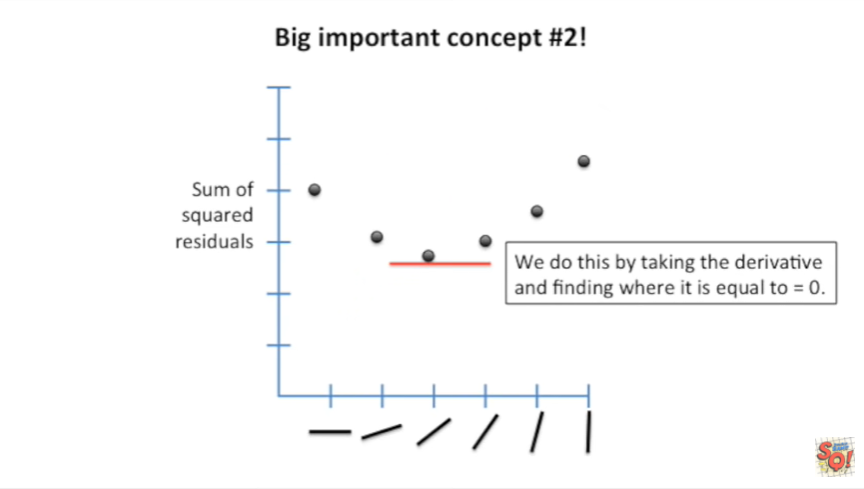 Big important concept #2!
Sum of
squared
residuals
We do this by taking the derivative
and finding where it is equal to = 0.
SQ!